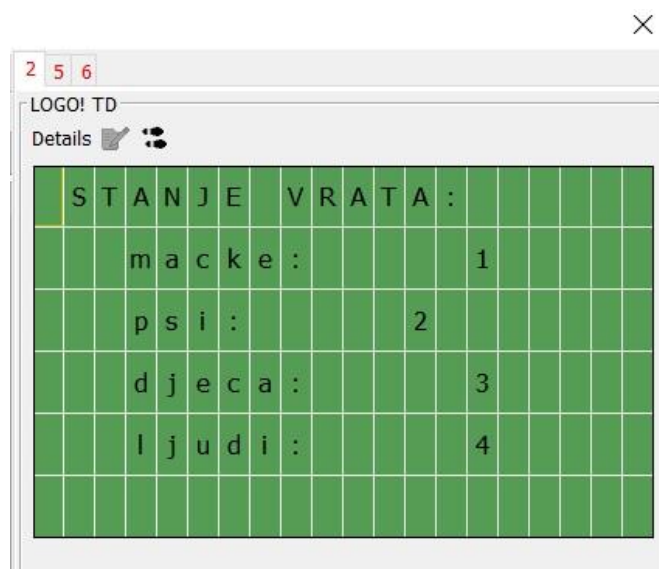 2 5 6
LOGO! TD
Details
STANJE VRATA:
macke: 1
psi: 2
djeca: 3
ljudi: 4